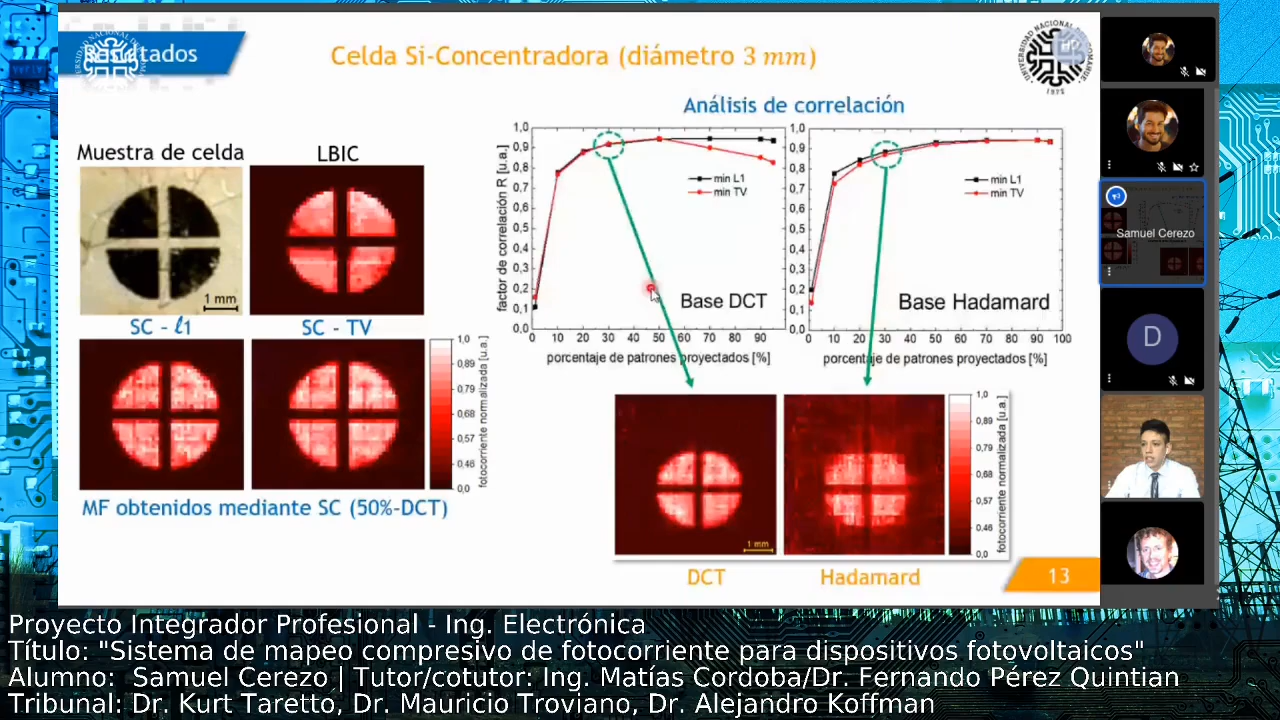 Resultados
Celda Si-Concentradora (diámetro 3 mm)
UNIVERSIDAD NACIONAL DEL COMAHUE
1972
Análisis de correlación
Muestra de celda
LBIC
1 mm
SC - ℓ1
SC - TV
1,0
0,89
0,79
0,68
0,57
0,46
0,0
fotocorriente normalizada [u.a.]
MF obtenidos mediante SC (50%-DCT)
factor de correlación R [u.a.]
1,0
0,9
0,8
0,7
0,6
0,5
0,4
0,3
0,2
0,1
0,0
min L1
min TV
Base DCT
0 10 20 30 40 50 60 70 80 90
porcentaje de patrones proyectados [%]
1,0
0,9
0,8
0,7
0,6
0,5
0,4
0,3
0,2
0,1
0,0
min L1
min TV
Base Hadamard
0 10 20 30 40 50 60 70 80 90 100
porcentaje de patrones proyectados [%]
1 mm
1,0
0,89
0,79
0,68
0,57
0,46
0,0
fotocorriente normalizada [u.a.]
DCT
Hadamard
13
Samuel Cerezo
D
Proyecto Integrador Profesional - Ing. Electrónica
Título: "Sistema de mapeo compresivo de fotocorriente para dispositivos fotovoltaicos"
Alumno: Samuel Cerezo | Tutor/cotutor: Ing. Matías Cordoba/Dr. Fernando Pérez Quintian
Tribunal: Dr. Kurt Taretto, Dr. Mauricio Troviano, Dr. Alejandro Koffman